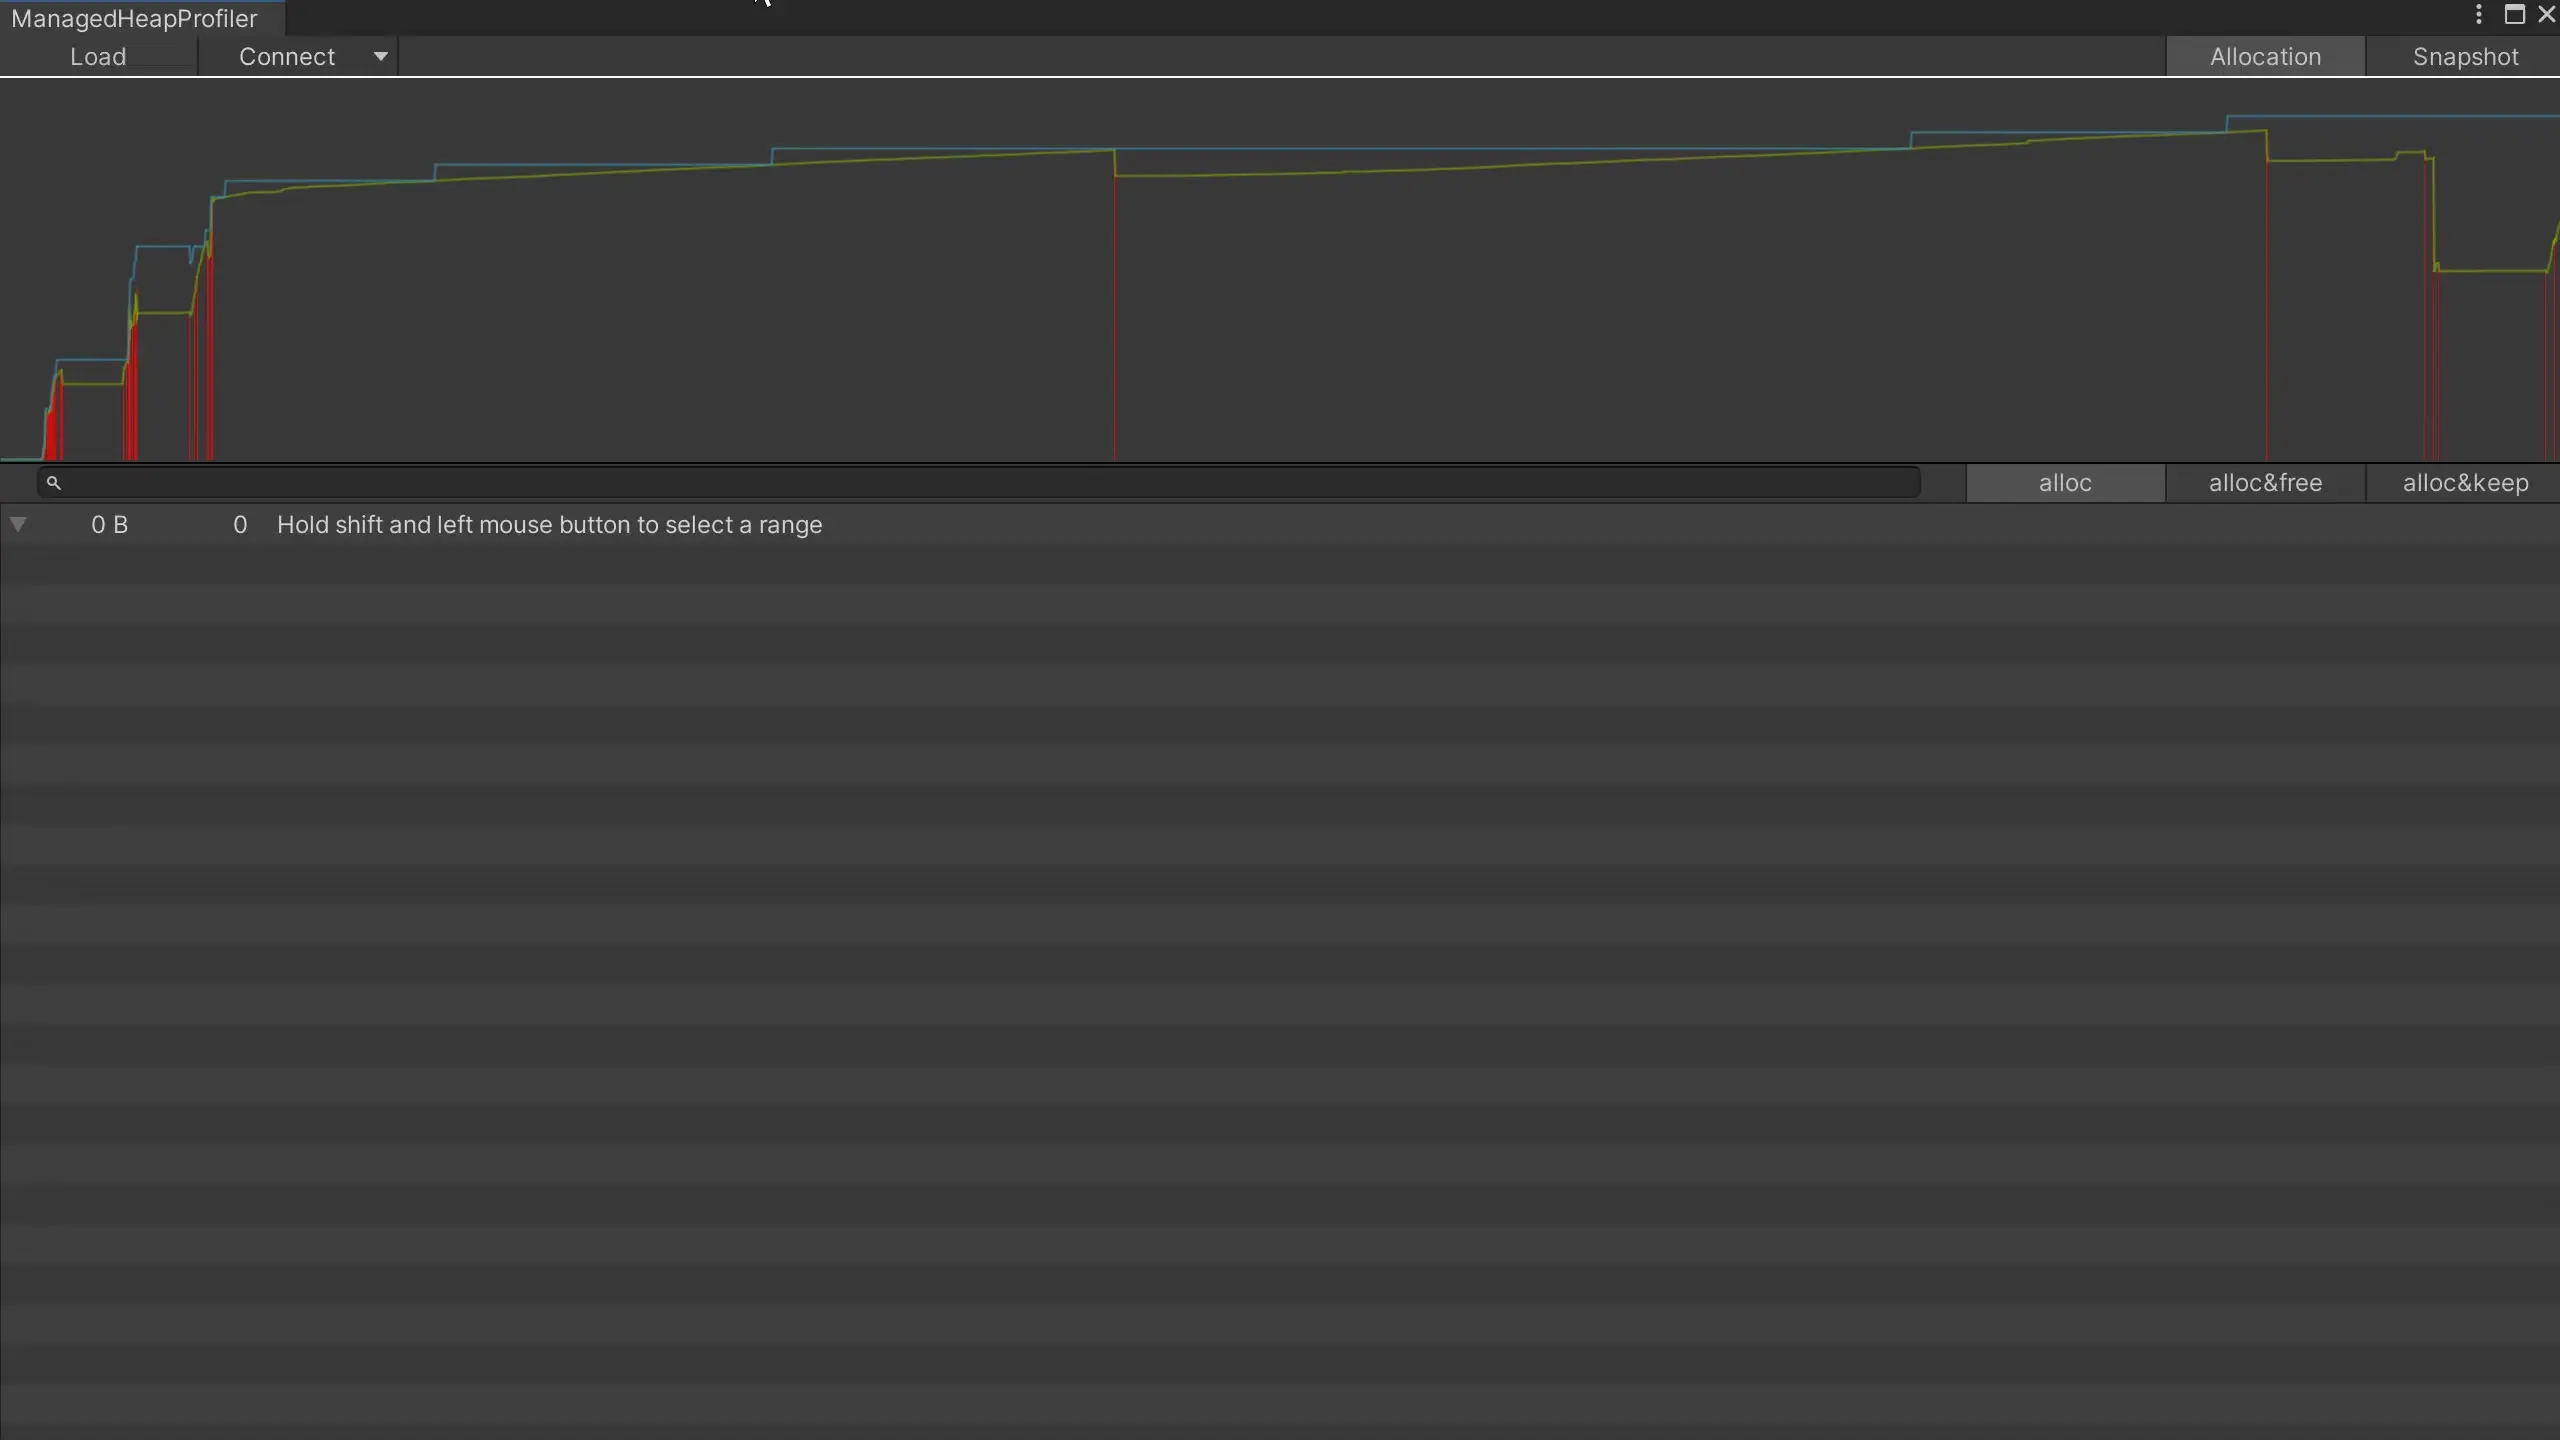 ManagedHeapProfiler
Load Connect Allocation Snapshot
alloc alloc&free alloc&keep
0 B 0 Hold shift and left mouse button to select a range